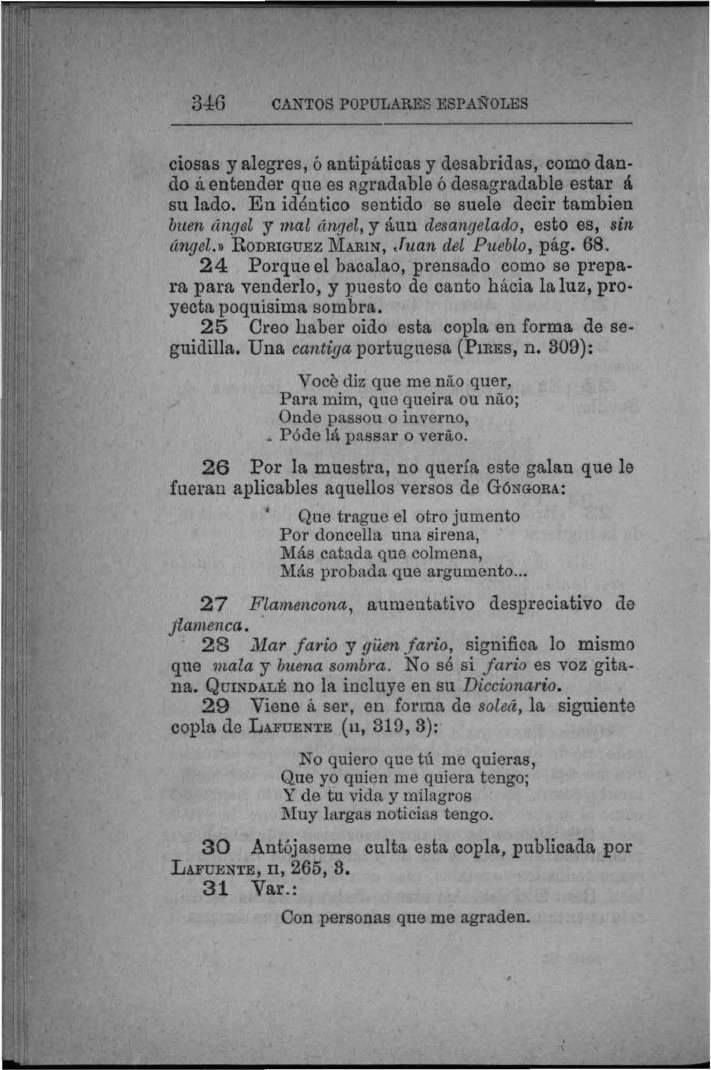 346 CANTOS POPULARES ESPAÑOLES
ciosas y alegres, ó antipáticas y desabridas, como dan-
do á entender que es agradable ó desagradable estar á
su lado. En idéntico sentido se suele decir tambien
buen ángel y mal ángel, y áun desangelado, esto es, sin
ángel.» RODRIGUEZ MARIN, Juan del Pueblo, pág. 68.
24 Porque el bacalao, prensado como se prepa-
ra para venderlo, y puesto de canto hácia la luz, pro-
yecta poquísima sombra.
25 Creo haber oido esta copla en forma de se-
guidilla. Una cantiga portuguesa (PIRES, n. 309):
Vocè diz que me não quer,
Para mim, que queira ou não;
Onde passou o inverno,
Póde lá passar o verão.
26 Por la muestra, no quería este galan que le
fueran aplicables aquellos versos de GÓNGORA:
Que trague el otro jumento
Por doncella una sirena,
Más catada que colmena,
Más probada que argumento...
27 Flamencona, aumentativo despreciativo de
flamenca.
28 Mar fario y güen fario, significa lo mismo
que mala y buena sombra. No sé si fario es voz gita-
na. QUINDALÉ no la incluye en su Diccionario.
29 Viene á ser, en forma de soleá, la siguiente
copla de LAFUENTE (II, 319, 3):
No quiero que tú me quieras,
Que yo quien me quiera tengo;
Y de tu vida y milagros
Muy largas noticias tengo.
30 Antójaseme culta esta copla, publicada por
LAFUENTE, II, 265, 3.
31 Var.:
Con personas que me agraden.